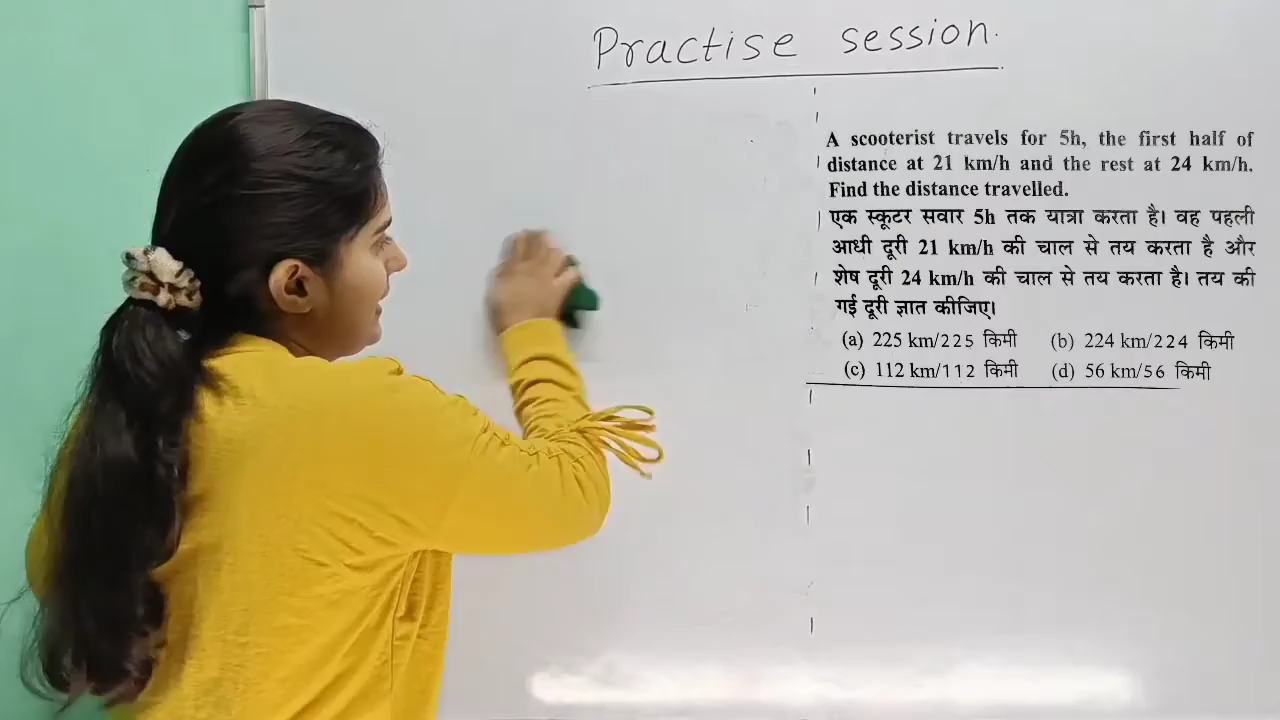 Practise session.
A scooterist travels for 5h, the first half of
distance at 21 km/h and the rest at 24 km/h.
Find the distance travelled.
एक स्कूटर सवार 5h तक यात्रा करता है। वह पहली
आधी दूरी 21 km/h की चाल से तय करता है और
शेष दूरी 24 km/h की चाल से तय करता है। तय की
गई दूरी ज्ञात कीजिए।
(a) 225 km/225 किमी (b) 224 km/224 किमी
(c) 112 km/112 किमी (d) 56 km/56 किमी